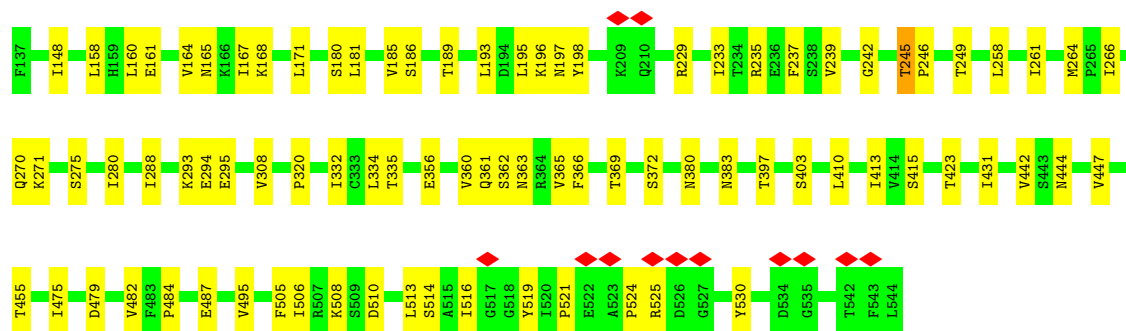 F137 I148 L158 H159 L160 E161 V164 N165 K166 I167 K168 L171 S180 L181 V185 S186 T189 L193 D194 L195 K196 N197 Y198 K209 Q210 R229 I233 T234 R235 E236 F237 S238 V239 G242 T245 P246 T249 L258 I261 M264 P265 I266
Q270 K271 S275 I280 I288 K293 E294 E295 V308 P320 I332 C333 L334 T335 E356 V360 Q361 S362 N363 R364 V365 F366 T369 S372 N380 N383 T397 S403 L410 I413 V414 S415 T423 I431 V442 S443 N444 V447
T455 I475 D479 V482 F483 P484 E487 V495 F505 I506 R507 K508 S509 D510 L513 S514 A515 I516 G517 G518 Y519 I520 P521 E522 A523 P524 R525 D526 G527 Y530 D534 G535 T542 F543 L544